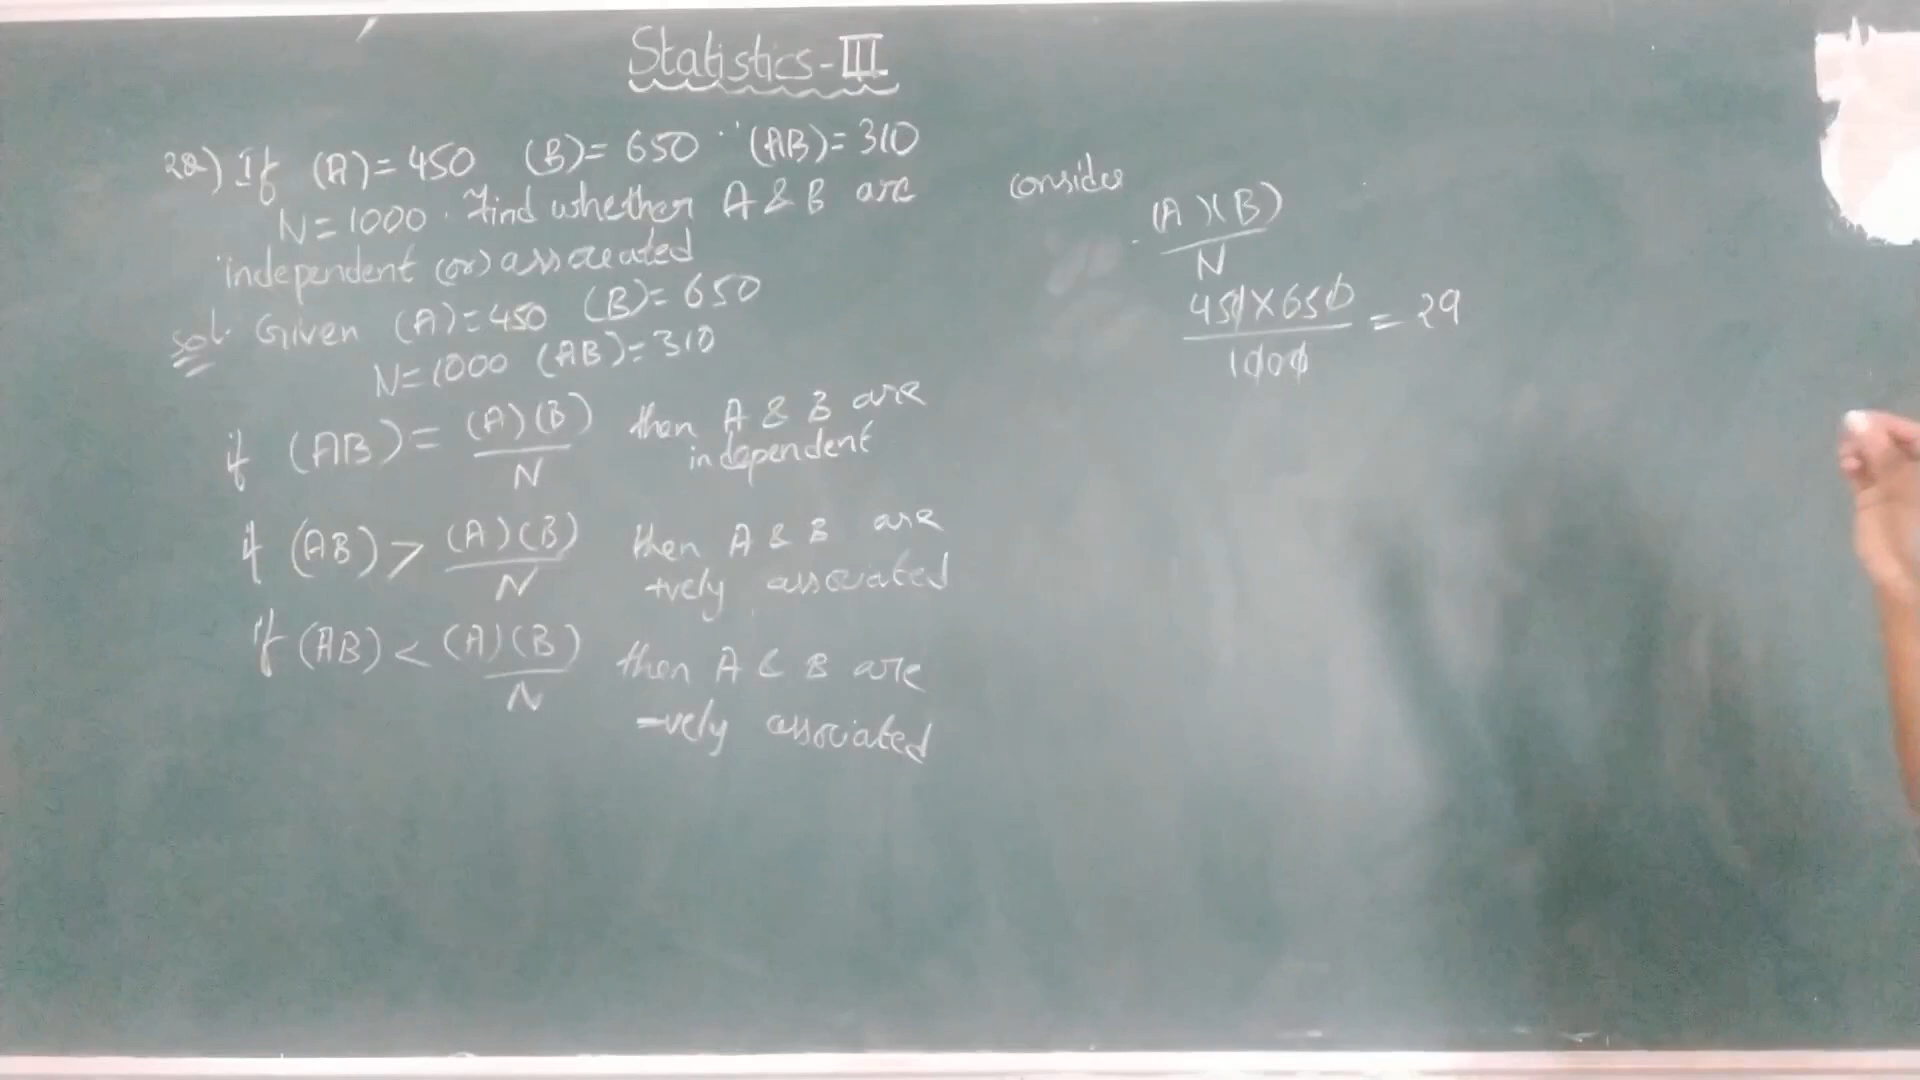 Statistics-III
22) If (A)=450 (B)=650 (AB)=310
N=1000. Find whether A & B are
independent (or) associated
sol. Given (A)=450 (B)=650
N=1000 (AB)=310
if (AB)= (A)(B)/N then A & B are
independent
if (AB)> (A)(B)/N then A & B are
+vely associated
if (AB)< (A)(B)/N then A & B are
-vely associated
consider
(A)(B)/N
450×650/1000 = 29